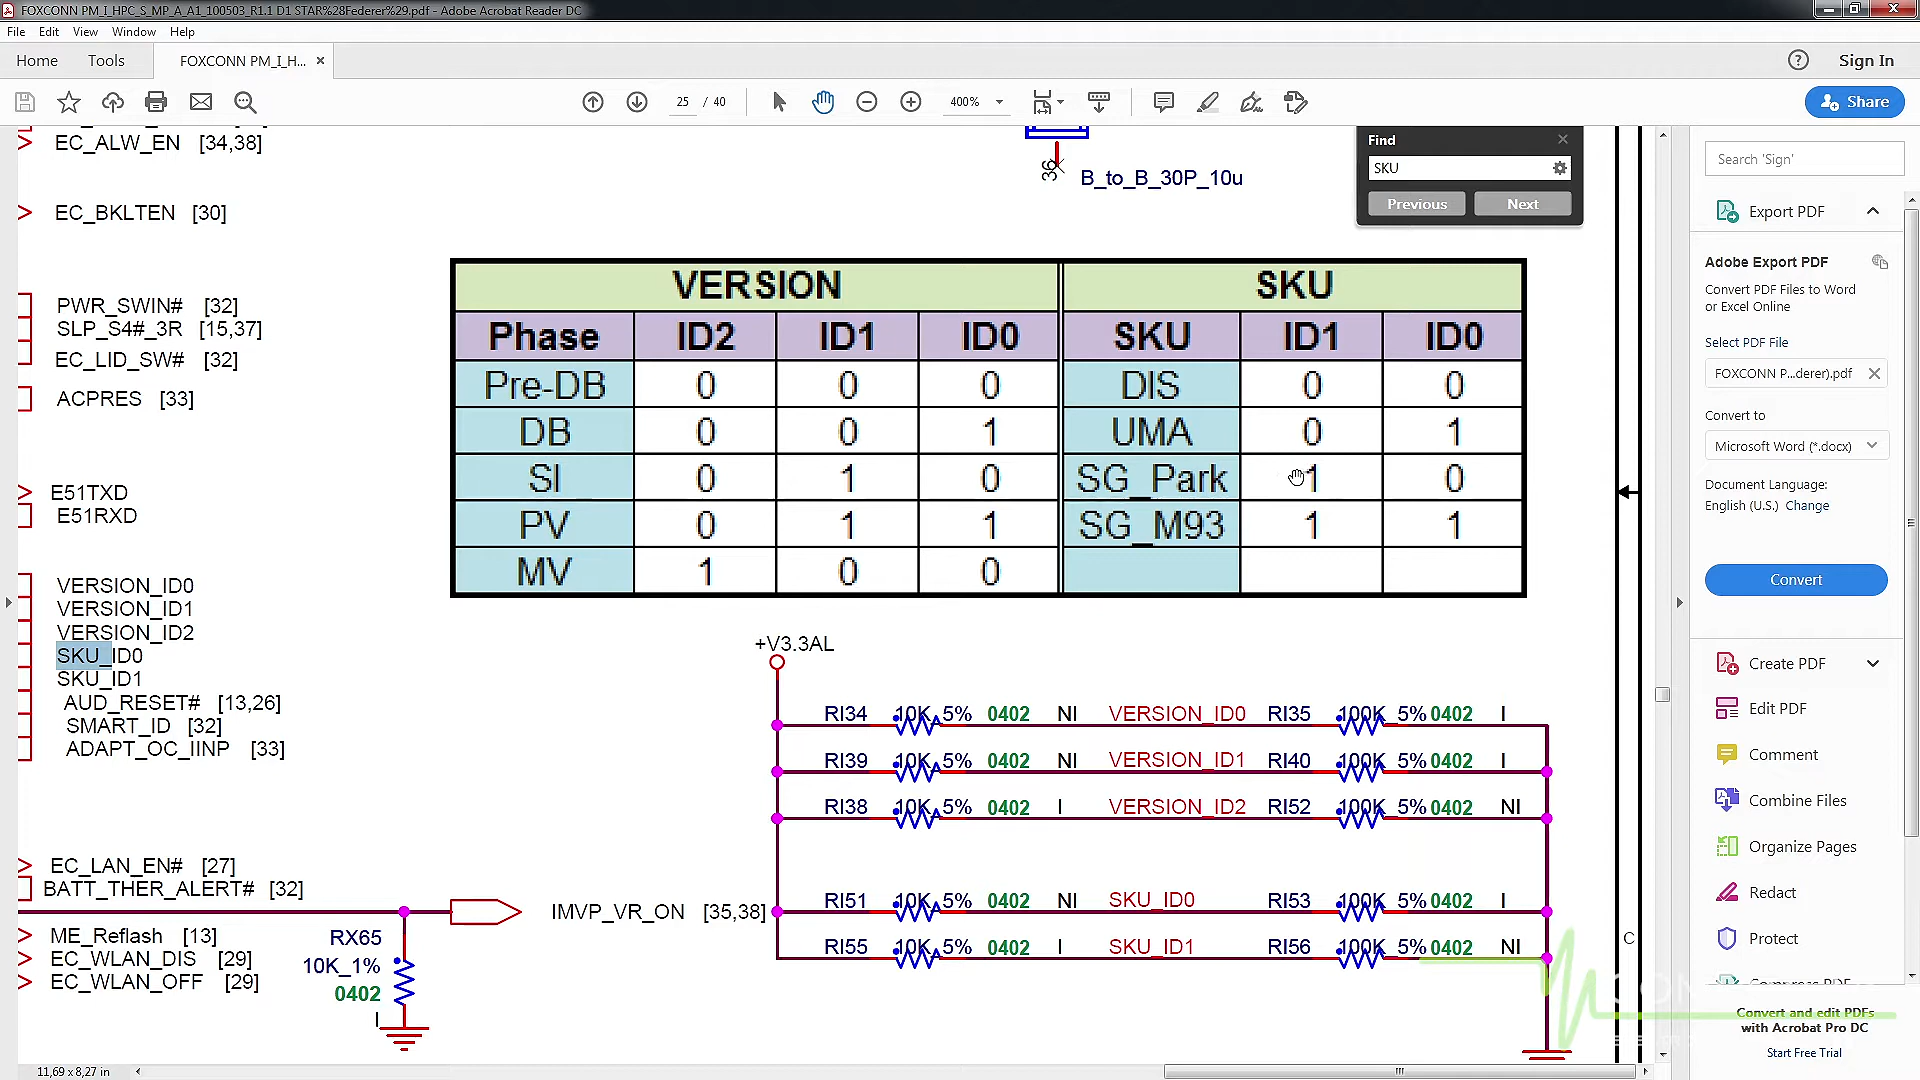 FOXCONN PM_I_HPC_S_MP_A_A1_100503_R1.1 D1 STAR%28Federer%29.pdf - Adobe Acrobat Reader DC
File Edit View Window Help
Home Tools FOXCONN PM_I_H... × Sign In
25 / 40 400% Share
EC_ALW_EN [34,38]
36
B_to_B_30P_10u
Find
SKU
Previous Next
EC_BKLTEN [30]
PWR_SWIN# [32]
SLP_S4#_3R [15,37]
EC_LID_SW# [32]
ACPRES [33]
E51TXD
E51RXD
VERSION_ID0
VERSION_ID1
VERSION_ID2
SKU_ID0
SKU_ID1
AUD_RESET# [13,26]
SMART_ID [32]
ADAPT_OC_IINP [33]
EC_LAN_EN# [27]
BATT_THER_ALERT# [32]
IMVP_VR_ON [35,38]
ME_Reflash [13]
EC_WLAN_DIS [29]
EC_WLAN_OFF [29]
RX65
10K_1%
0402
I
VERSION SKU
Phase ID2 ID1 ID0 SKU ID1 ID0
Pre-DB 0 0 0 DIS 0 0
DB 0 0 1 UMA 0 1
SI 0 1 0 SG_Park 1 0
PV 0 1 1 SG_M93 1 1
MV 1 0 0
+V3.3AL
RI34 10K_5% 0402 NI VERSION_ID0 RI35 100K_5% 0402 I
RI39 10K_5% 0402 NI VERSION_ID1 RI40 100K_5% 0402 I
RI38 10K_5% 0402 I VERSION_ID2 RI52 100K_5% 0402 NI
RI51 10K_5% 0402 NI SKU_ID0 RI53 100K_5% 0402 I
RI55 10K_5% 0402 I SKU_ID1 RI56 100K_5% 0402 NI
C
Search 'Sign'
Export PDF
Adobe Export PDF
Convert PDF Files to Word
or Excel Online
Select PDF File
FOXCONN P...derer).pdf
Convert to
Microsoft Word (*.docx)
Document Language:
English (U.S.) Change
Convert
Create PDF
Edit PDF
Comment
Combine Files
Organize Pages
Redact
Protect
Convert and edit PDFs
with Acrobat Pro DC
Start Free Trial
11,69 x 8,27 in